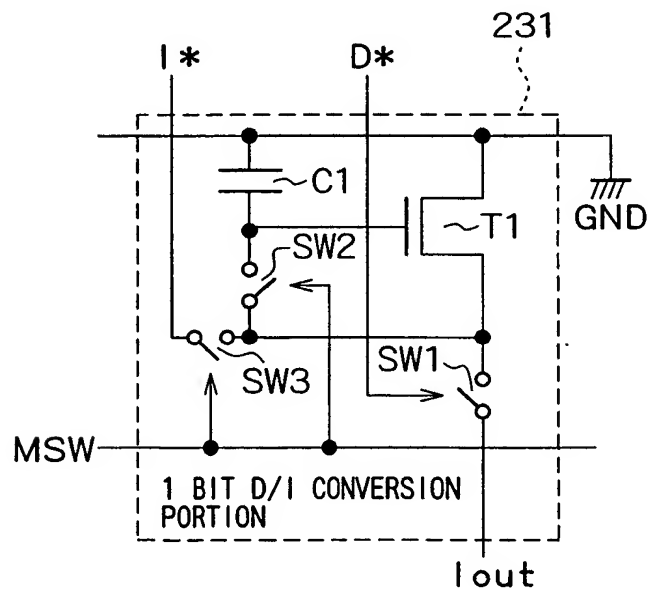 231
I* D*
C1
T1
GND
SW2
SW3
SW1
MSW
1 BIT D/I CONVERSION
PORTION
Iout